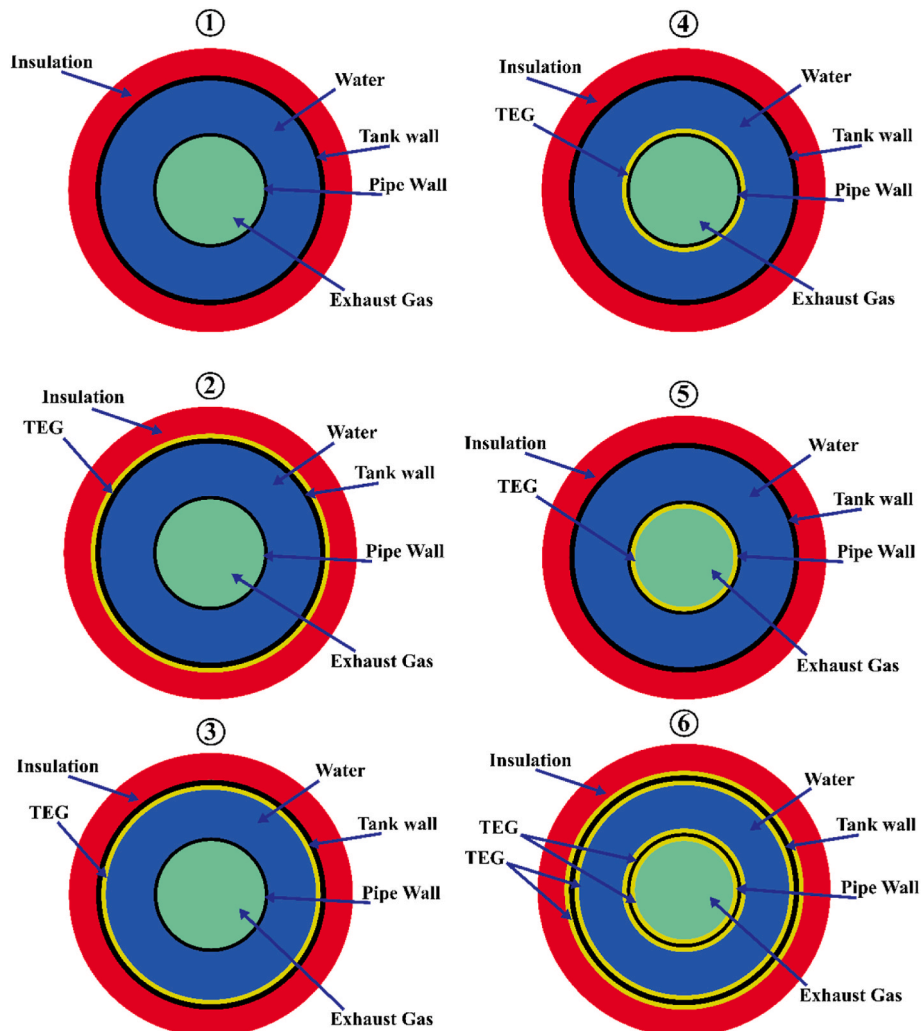 ①
Insulation
Water
Tank wall
Pipe Wall
Exhaust Gas
④
Insulation
Water
TEG
Tank wall
Pipe Wall
Exhaust Gas
②
Insulation
TEG
Water
Tank wall
Pipe Wall
Exhaust Gas
⑤
Insulation
Water
TEG
Tank wall
Pipe Wall
Exhaust Gas
③
Insulation
Water
TEG
Tank wall
Pipe Wall
Exhaust Gas
⑥
Insulation
Water
TEG
Tank wall
TEG
Pipe Wall
Exhaust Gas